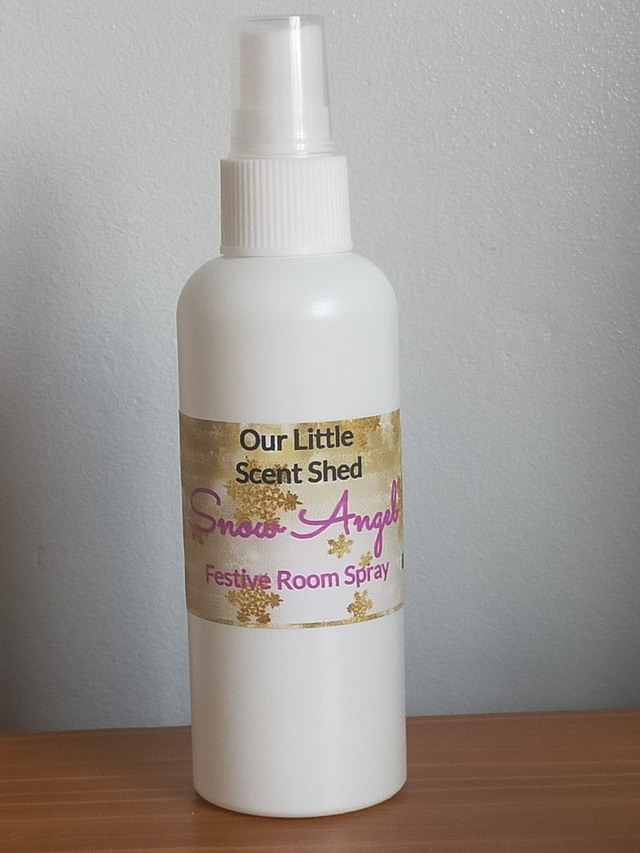 Our Little
Scent Shed
Snow Angel
Festive Room Spray